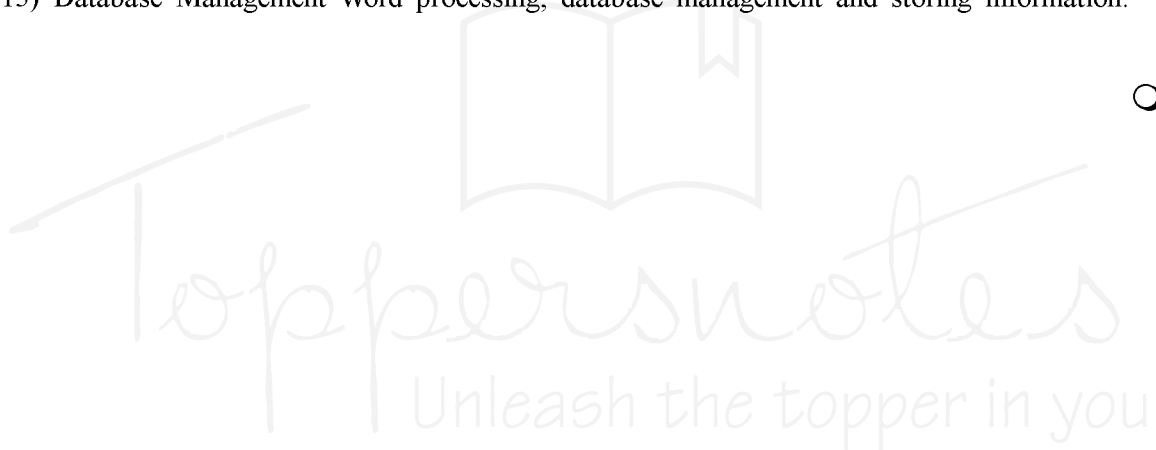 15) Database Management Word processing, database management and storing information.
Toppersnotes
Unleash the topper in you